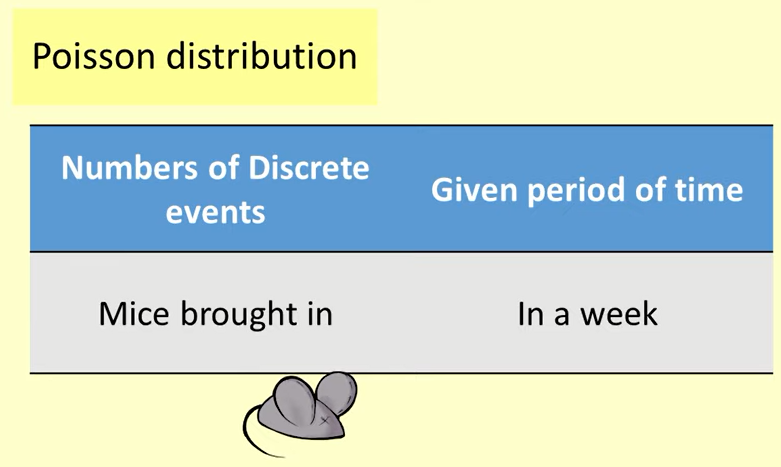 Poisson distribution
Numbers of Discrete
events
Given period of time
Mice brought in
In a week